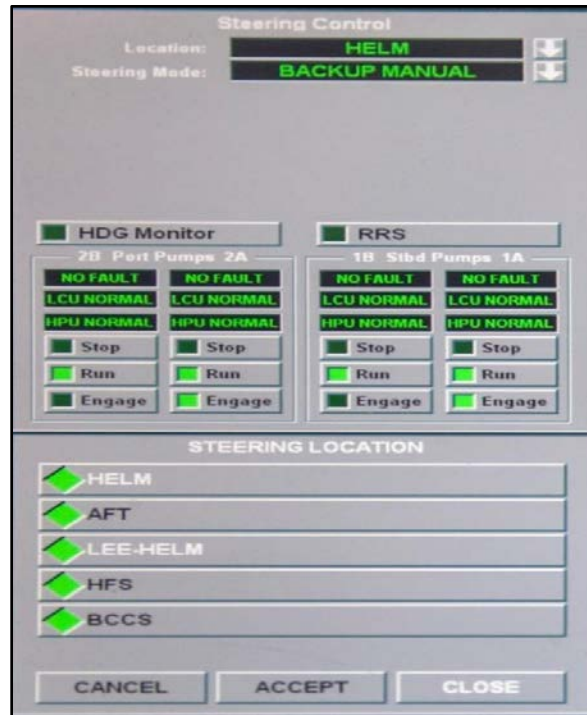 Steering Control
Location: HELM
Steering Mode: BACKUP MANUAL
HDG Monitor RRS
2B Port Pumps 2A 1B Stbd Pumps 1A
NO FAULT NO FAULT NO FAULT NO FAULT
LCU NORMAL LCU NORMAL LCU NORMAL LCU NORMAL
HPU NORMAL HPU NORMAL HPU NORMAL HPU NORMAL
Stop Stop Stop Stop
Run Run Run Run
Engage Engage Engage Engage
STEERING LOCATION
HELM
AFT
LEE-HELM
HFS
BCCS
CANCEL ACCEPT CLOSE